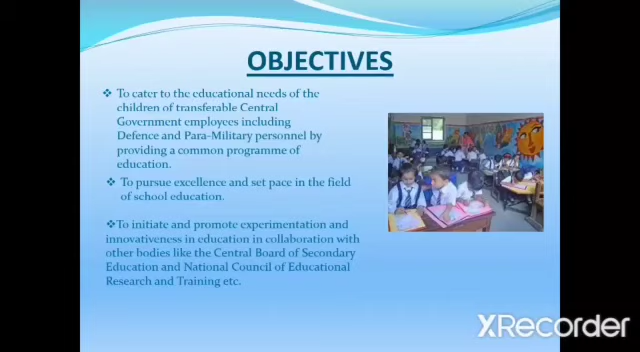 OBJECTIVES
❖ To cater to the educational needs of the
children of transferable Central
Government employees including
Defence and Para-Military personnel by
providing a common programme of
education.
❖ To pursue excellence and set pace in the field
of school education.
❖To initiate and promote experimentation and
innovativeness in education in collaboration with
other bodies like the Central Board of Secondary
Education and National Council of Educational
Research and Training etc.
XRecorder